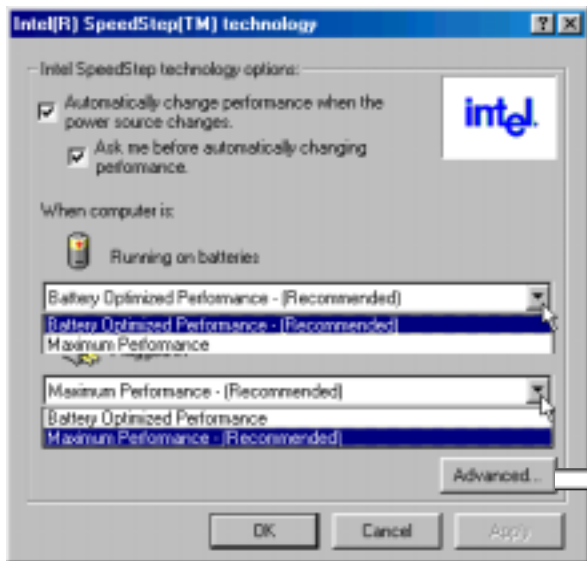 Intel(R) SpeedStep(TM) technology
Intel SpeedStep technology options:
Automatically change performance when the
power source changes.
Ask me before automatically changing
performance.
intel.
When computer is:
Running on batteries
Battery Optimized Performance - (Recommended)
Battery Optimized Performance - (Recommended)
Maximum Performance
Maximum Performance - (Recommended)
Battery Optimized Performance
Maximum Performance - (Recommended)
Advanced...
OK
Cancel
Apply